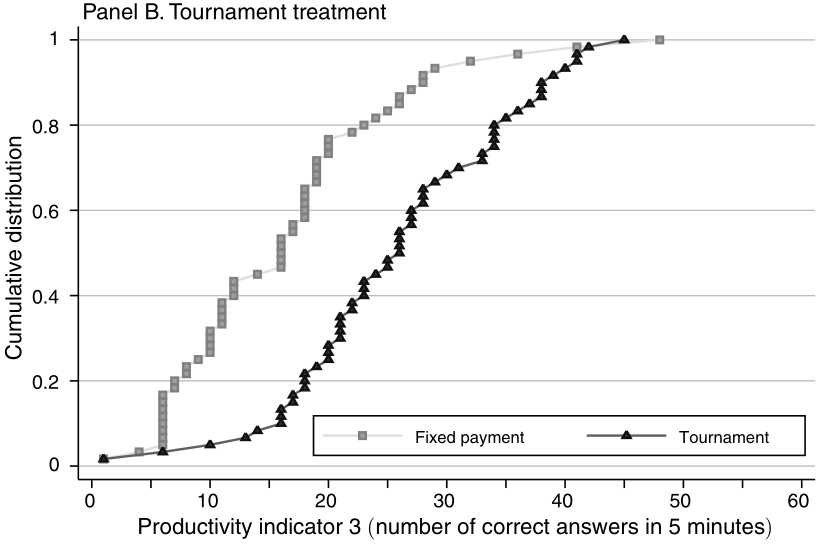 Panel B. Tournament treatment
1
0.8
0.6
0.4
0.2
0
Cumulative distribution
Fixed payment
Tournament
0 10 20 30 40 50 60
Productivity indicator 3 (number of correct answers in 5 minutes)